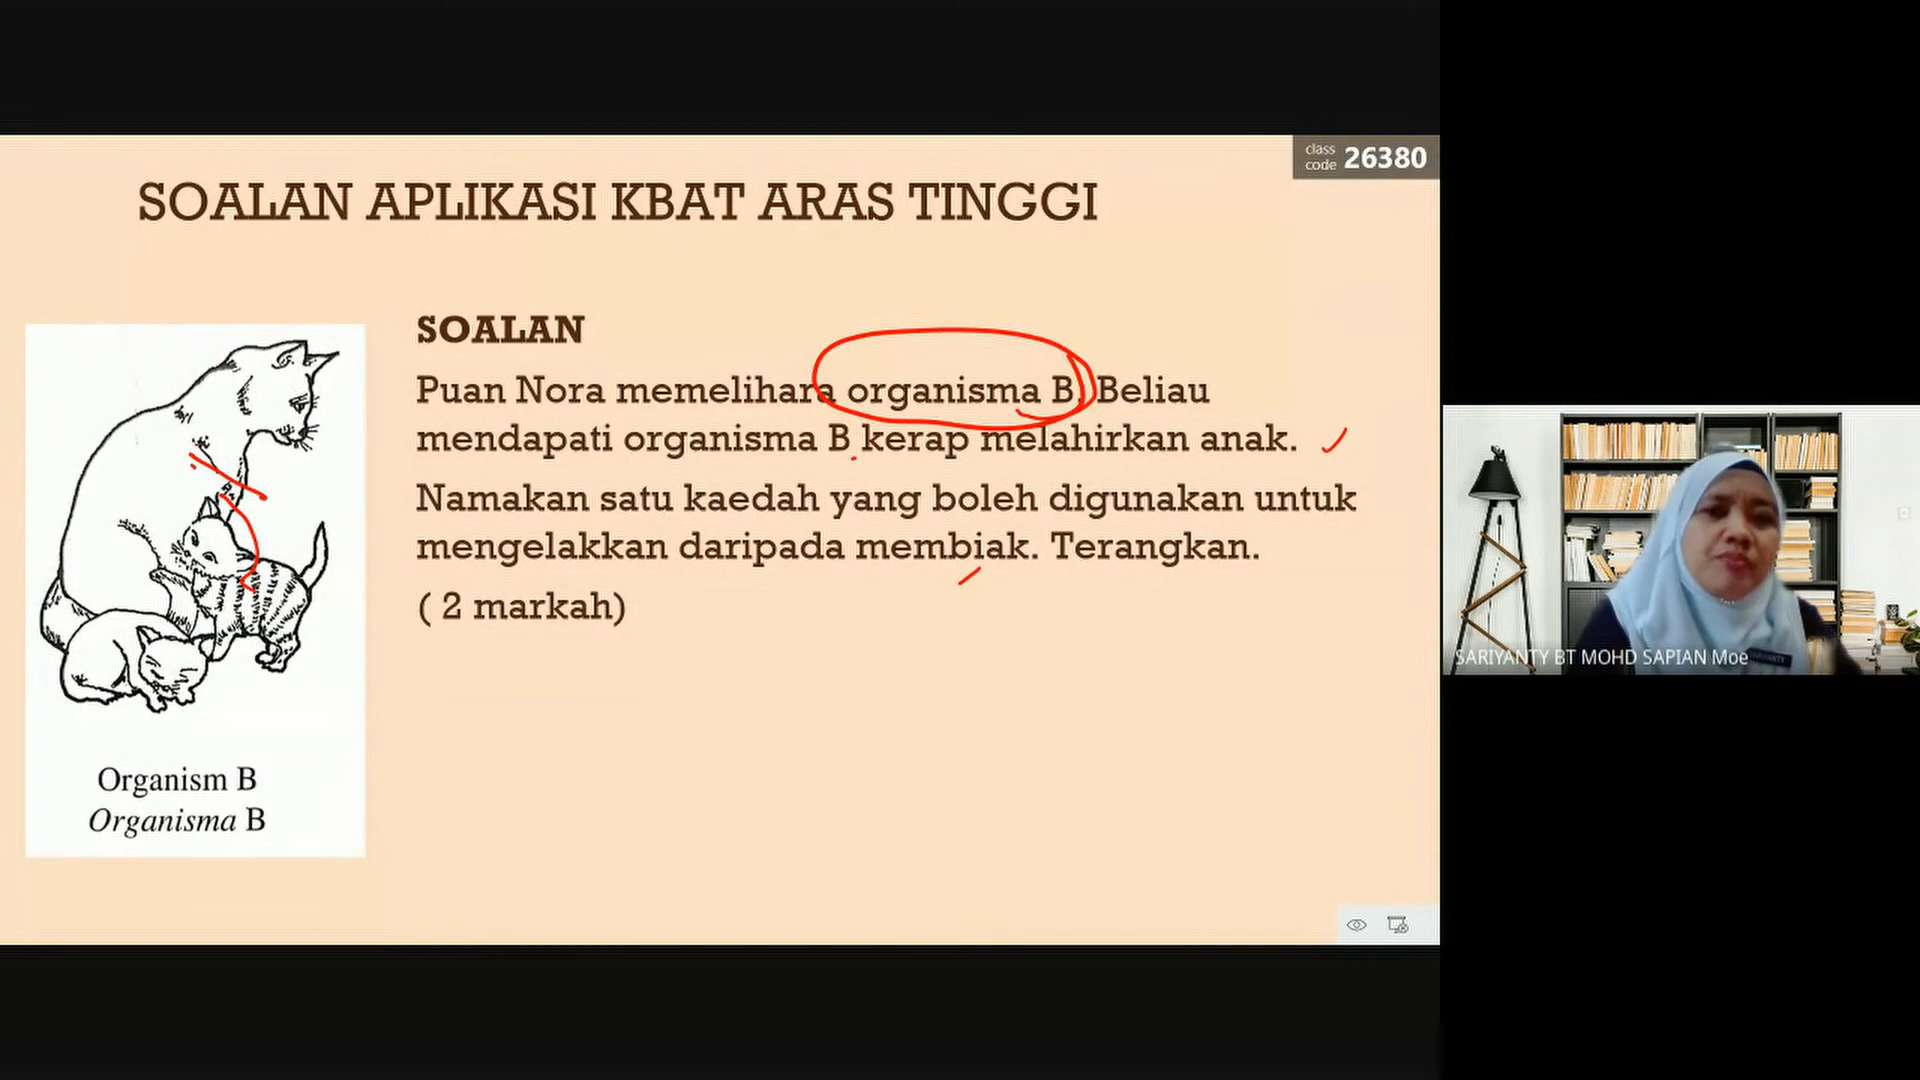 class
code 26380
SOALAN APLIKASI KBAT ARAS TINGGI
SOALAN
Puan Nora memelihara organisma B. Beliau
mendapati organisma B kerap melahirkan anak.
Namakan satu kaedah yang boleh digunakan untuk
mengelakkan daripada membiak. Terangkan.
( 2 markah)
Organism B
Organisma B
SARIYANTY BT MOHD SAPIAN Moe